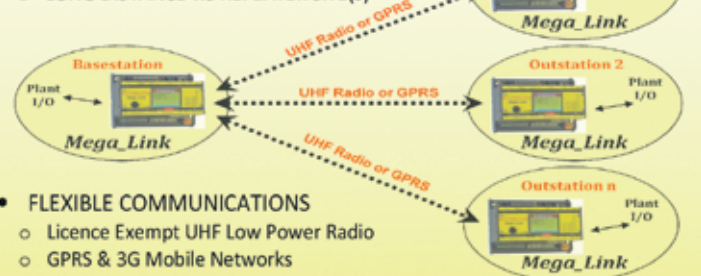 UHF Radio or GPRS
Mega_Link
Basestation
Plant
I/O
Mega_Link
UHF Radio or GPRS
Outstation 2
Plant
I/O
Mega_Link
UHF Radio or GPRS
Outstation n
Plant
I/O
Mega_Link
• FLEXIBLE COMMUNICATIONS
o Licence Exempt UHF Low Power Radio
o GPRS & 3G Mobile Networks